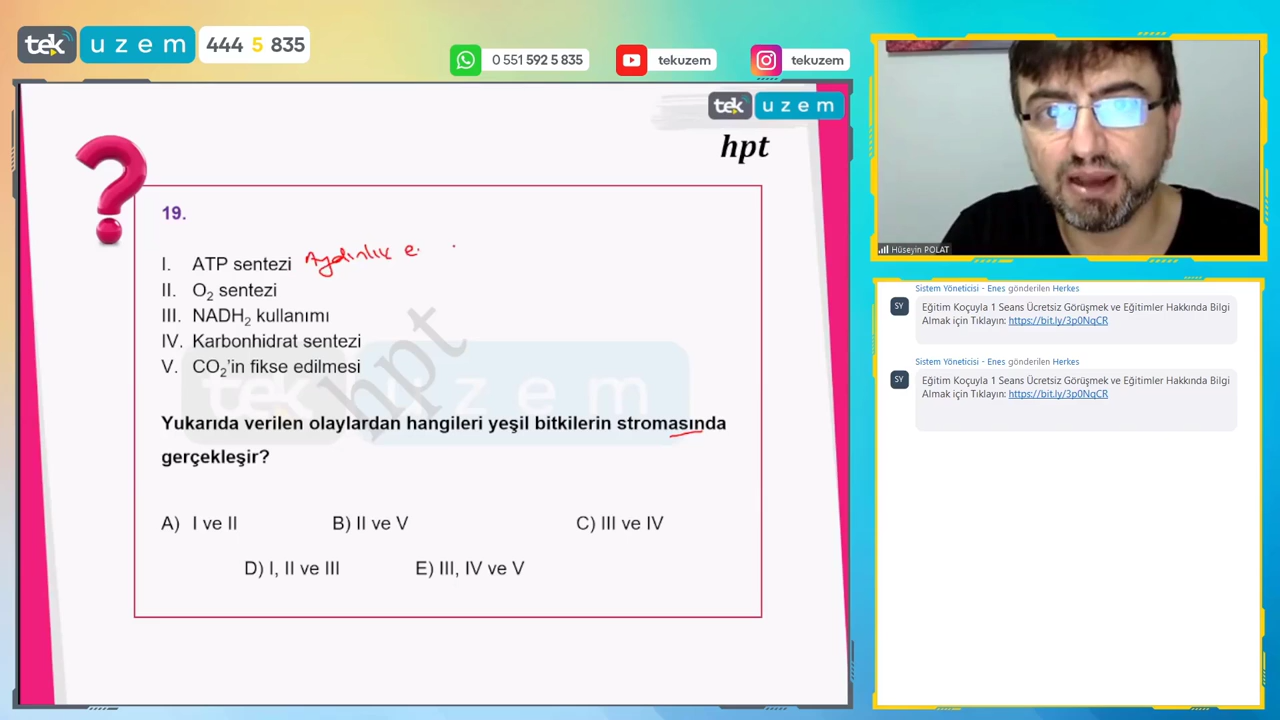 tek uzem 444 5 835
0 551 592 5 835 tekuzem tekuzem
tek uzem
hpt
19.
I. ATP sentezi Aydınlık e.
II. O₂ sentezi
III. NADH₂ kullanımı
IV. Karbonhidrat sentezi
V. CO₂'in fikse edilmesi
hpt
tek uzem
Yukarıda verilen olaylardan hangileri yeşil bitkilerin stromasında
gerçekleşir?
A) I ve II B) II ve V C) III ve IV
D) I, II ve III E) III, IV ve V
Hüseyin POLAT
Sistem Yöneticisi - Enes gönderilen Herkes
SY
Eğitim Koçuyla 1 Seans Ücretsiz Görüşmek ve Eğitimler Hakkında Bilgi
Almak için Tıklayın: https://bit.ly/3p0NqCR
Sistem Yöneticisi - Enes gönderilen Herkes
SY
Eğitim Koçuyla 1 Seans Ücretsiz Görüşmek ve Eğitimler Hakkında Bilgi
Almak için Tıklayın: https://bit.ly/3p0NqCR